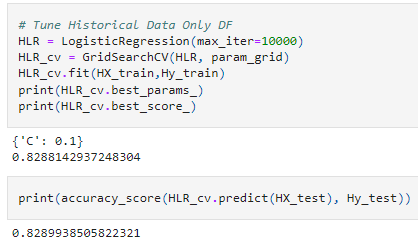 # Tune Historical Data Only DF
HLR = LogisticRegression(max_iter=10000)
HLR_cv = GridSearchCV(HLR, param_grid)
HLR_cv.fit(HX_train,Hy_train)
print(HLR_cv.best_params_)
print(HLR_cv.best_score_)
{'C': 0.1}
0.8288142937248304
print(accuracy_score(HLR_cv.predict(HX_test), Hy_test))
0.8289938505822321